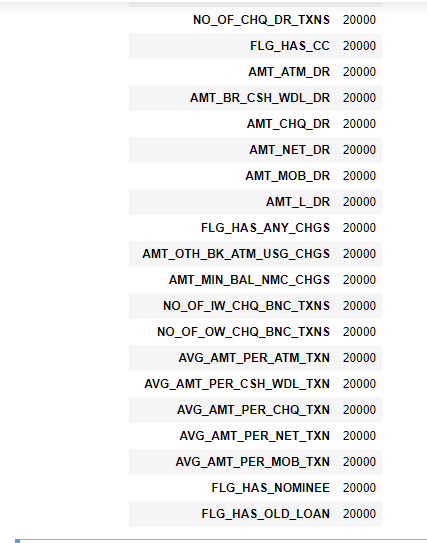 NO_OF_CHQ_DR_TXNS 20000
FLG_HAS_CC 20000
AMT_ATM_DR 20000
AMT_BR_CSH_WDL_DR 20000
AMT_CHQ_DR 20000
AMT_NET_DR 20000
AMT_MOB_DR 20000
AMT_L_DR 20000
FLG_HAS_ANY_CHGS 20000
AMT_OTH_BK_ATM_USG_CHGS 20000
AMT_MIN_BAL_NMC_CHGS 20000
NO_OF_IW_CHQ_BNC_TXNS 20000
NO_OF_OW_CHQ_BNC_TXNS 20000
AVG_AMT_PER_ATM_TXN 20000
AVG_AMT_PER_CSH_WDL_TXN 20000
AVG_AMT_PER_CHQ_TXN 20000
AVG_AMT_PER_NET_TXN 20000
AVG_AMT_PER_MOB_TXN 20000
FLG_HAS_NOMINEE 20000
FLG_HAS_OLD_LOAN 20000